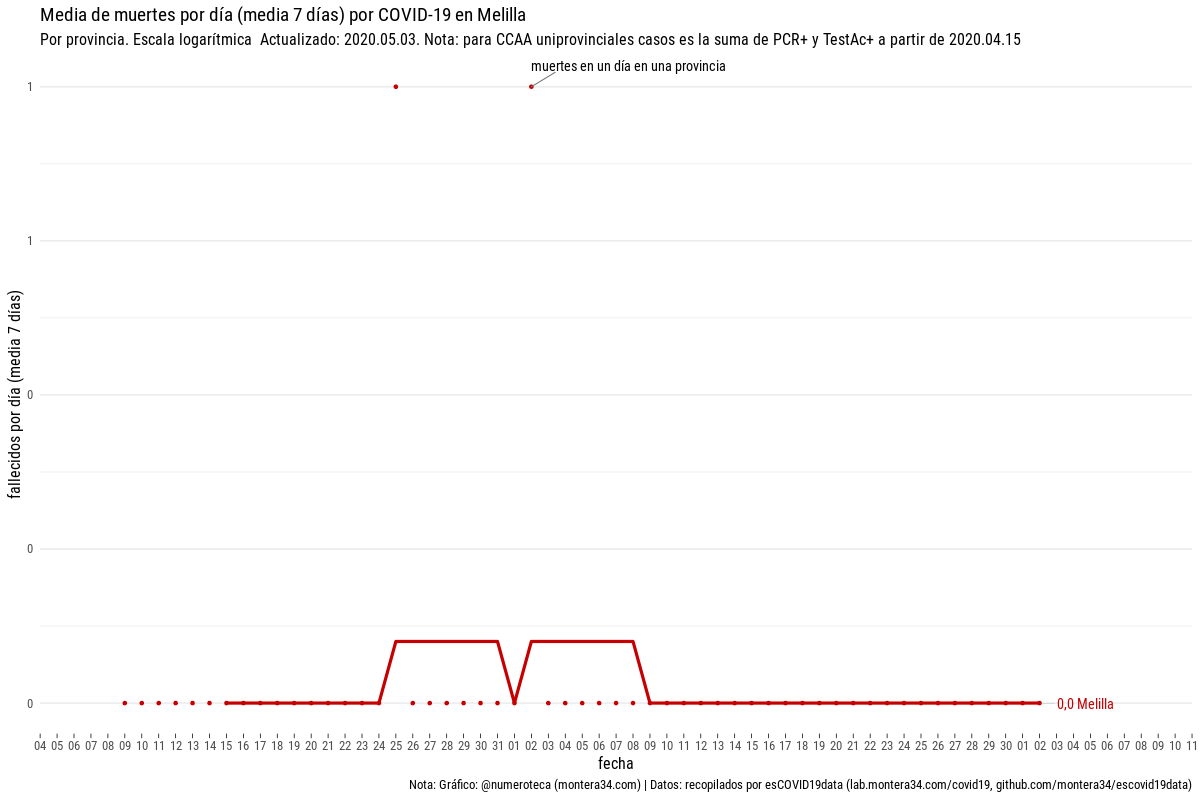 Media de muertes por día (media 7 días) por COVID-19 en Melilla
Por provincia. Escala logarítmica  Actualizado: 2020.05.03. Nota: para CCAA uniprovinciales casos es la suma de PCR+ y TestAc+ a partir de 2020.04.15
muertes en un día en una provincia
1
1
0
0
0
fallecidos por día (media 7 días)
0,0 Melilla
04 05 06 07 08 09 10 11 12 13 14 15 16 17 18 19 20 21 22 23 24 25 26 27 28 29 30 31 01 02 03 04 05 06 07 08 09 10 11 12 13 14 15 16 17 18 19 20 21 22 23 24 25 26 27 28 29 30 01 02 03 04 05 06 07 08 09 10 11
fecha
Nota: Gráfico: @numeroteca (montera34.com) | Datos: recopilados por esCOVID19data (lab.montera34.com/covid19, github.com/montera34/escovid19data)